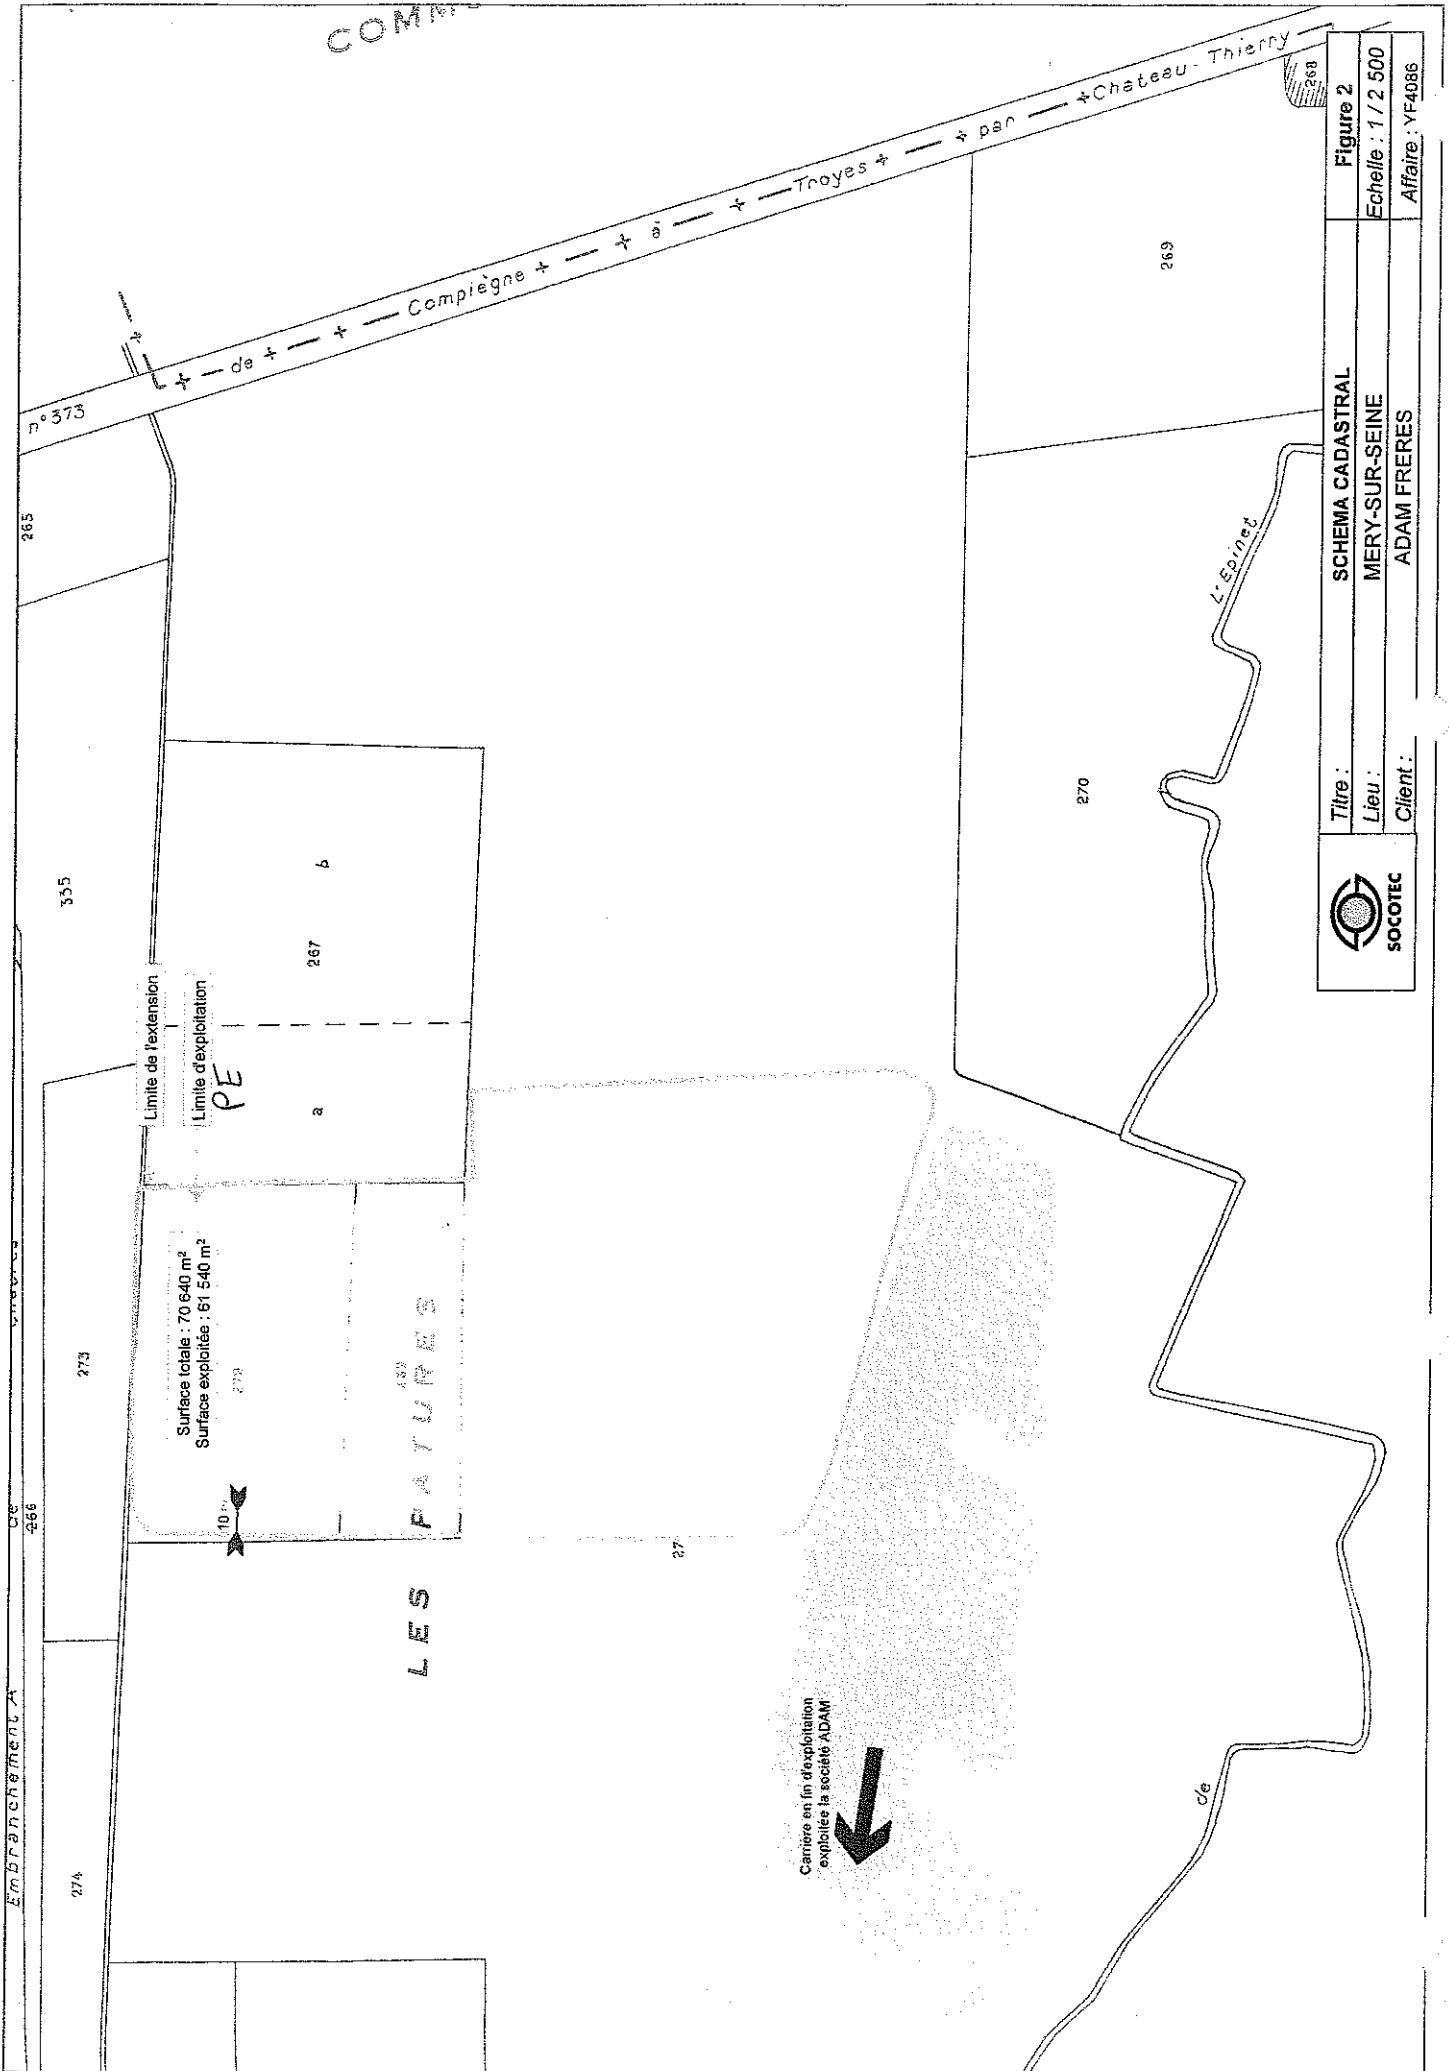 Embranchement A de
266
274
273
335
265
n° 373
de Compiègne à Troyes par Chateau-Thierry
Limite de l'extension
Limite d'exploitation
PE
Surface totale : 70 640 m²
Surface exploitée : 61 540 m²
10
a
267
b
LES PATURES
27
Carrière en fin d'exploitation
exploitée la société ADAM
270
269
268
L'Epinet
de
SOCOTEC
Titre : SCHEMA CADASTRAL Figure 2
Lieu : MERY-SUR-SEINE Echelle : 1 / 2 500
Client : ADAM FRERES Affaire : YF4086